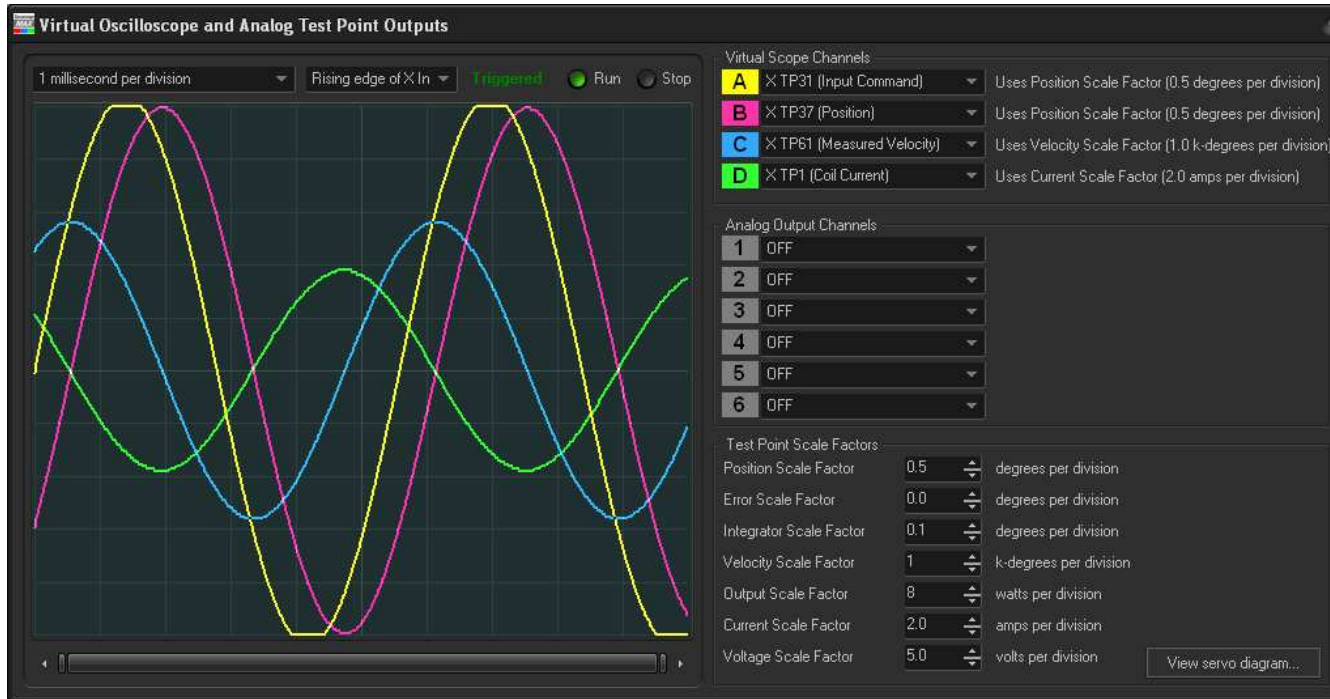 Virtual Oscilloscope and Analog Test Point Outputs
1 millisecond per division
Rising edge of X In
Triggered
Run
Stop
Virtual Scope Channels
A X TP31 (Input Command) Uses Position Scale Factor (0.5 degrees per division)
B X TP37 (Position) Uses Position Scale Factor (0.5 degrees per division)
C X TP61 (Measured Velocity) Uses Velocity Scale Factor (1.0 k-degrees per division)
D X TP1 (Coil Current) Uses Current Scale Factor (2.0 amps per division)
Analog Output Channels
1 OFF
2 OFF
3 OFF
4 OFF
5 OFF
6 OFF
Test Point Scale Factors
Position Scale Factor 0.5 degrees per division
Error Scale Factor 0.0 degrees per division
Integrator Scale Factor 0.1 degrees per division
Velocity Scale Factor 1 k-degrees per division
Output Scale Factor 8 watts per division
Current Scale Factor 2.0 amps per division
Voltage Scale Factor 5.0 volts per division
View servo diagram...